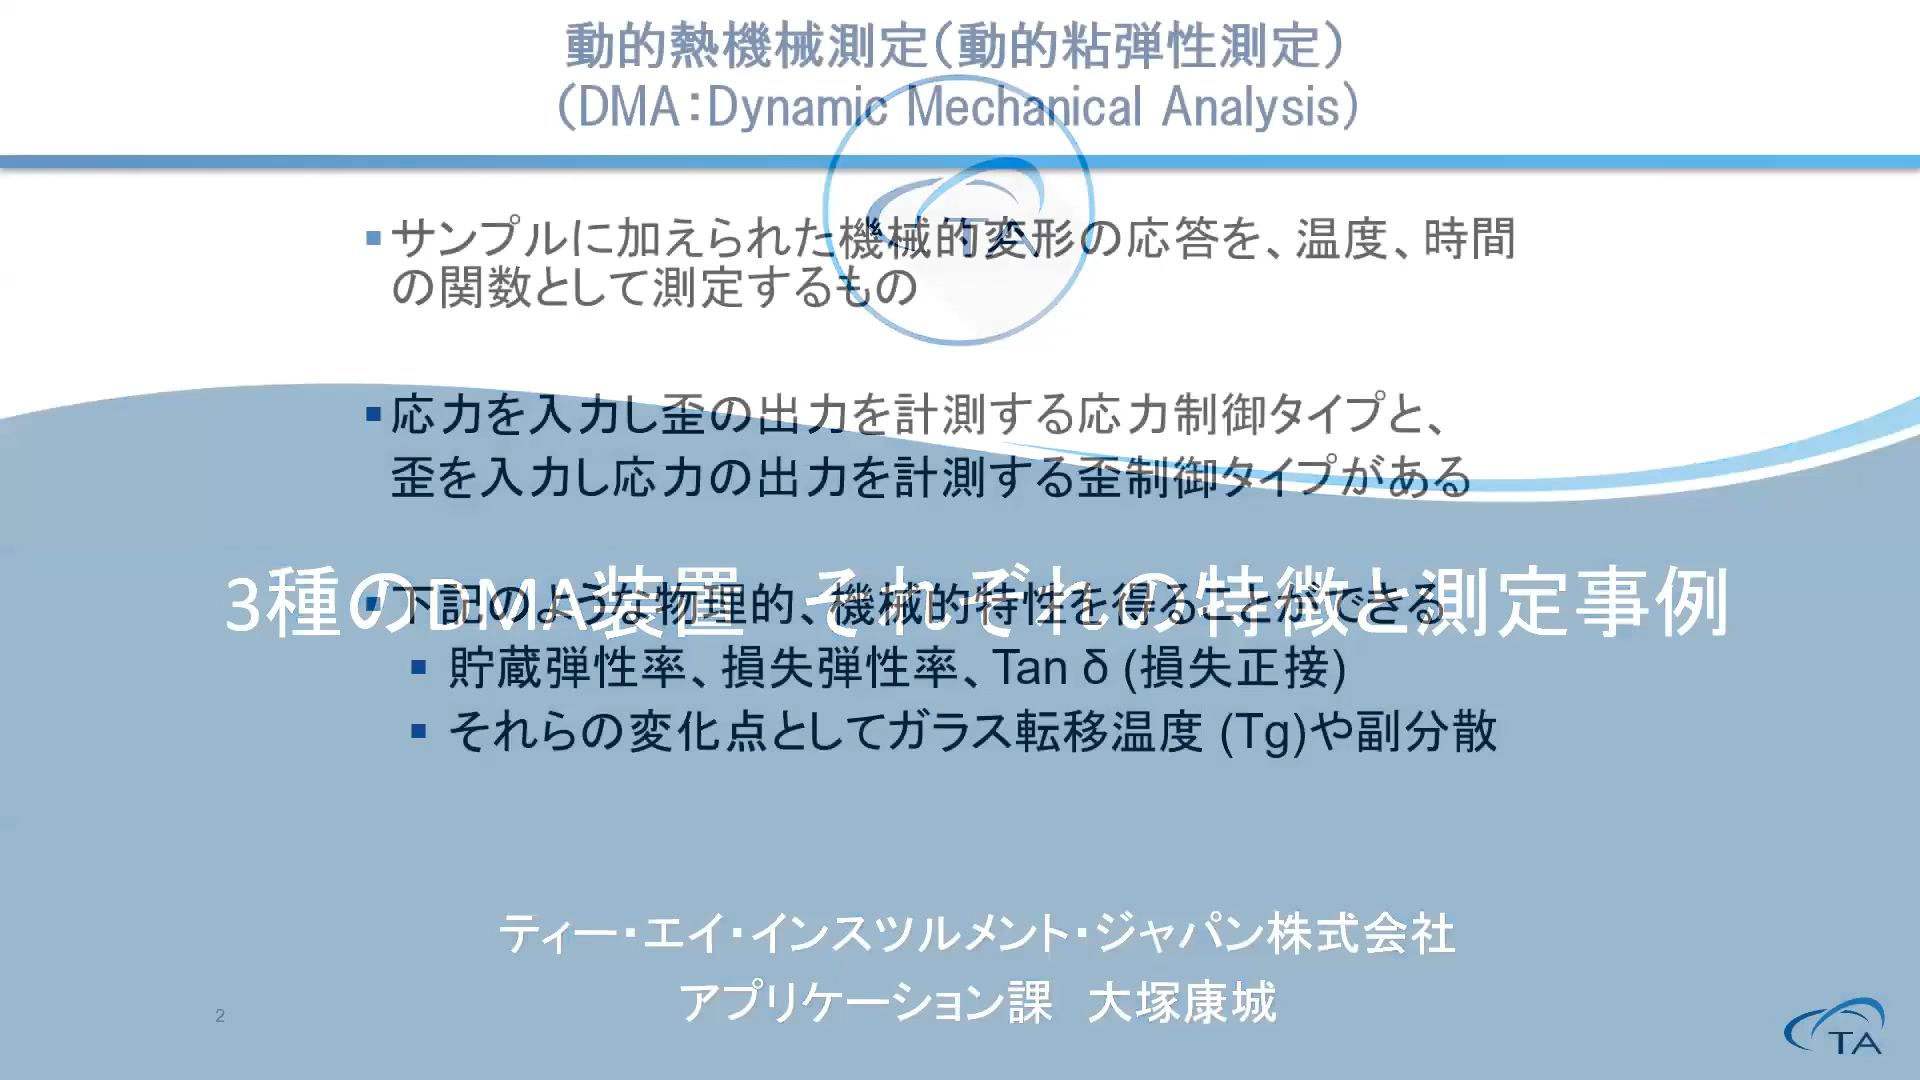 動的熱機械測定（動的粘弾性測定）
（DMA：Dynamic Mechanical Analysis）
TA
▪サンプルに加えられた機械的変形の応答を、温度、時間
の関数として測定するもの
▪応力を入力し歪の出力を計測する応力制御タイプと、
歪を入力し応力の出力を計測する歪制御タイプがある
3種のDMA装置　それぞれの特徴と測定事例
▪下記のような物理的、機械的特性を得ることができる
▪ 貯蔵弾性率、損失弾性率、Tan δ (損失正接)
▪ それらの変化点としてガラス転移温度 (Tg)や副分散
ティー・エイ・インスツルメント・ジャパン株式会社
アプリケーション課　大塚康城
2
TA